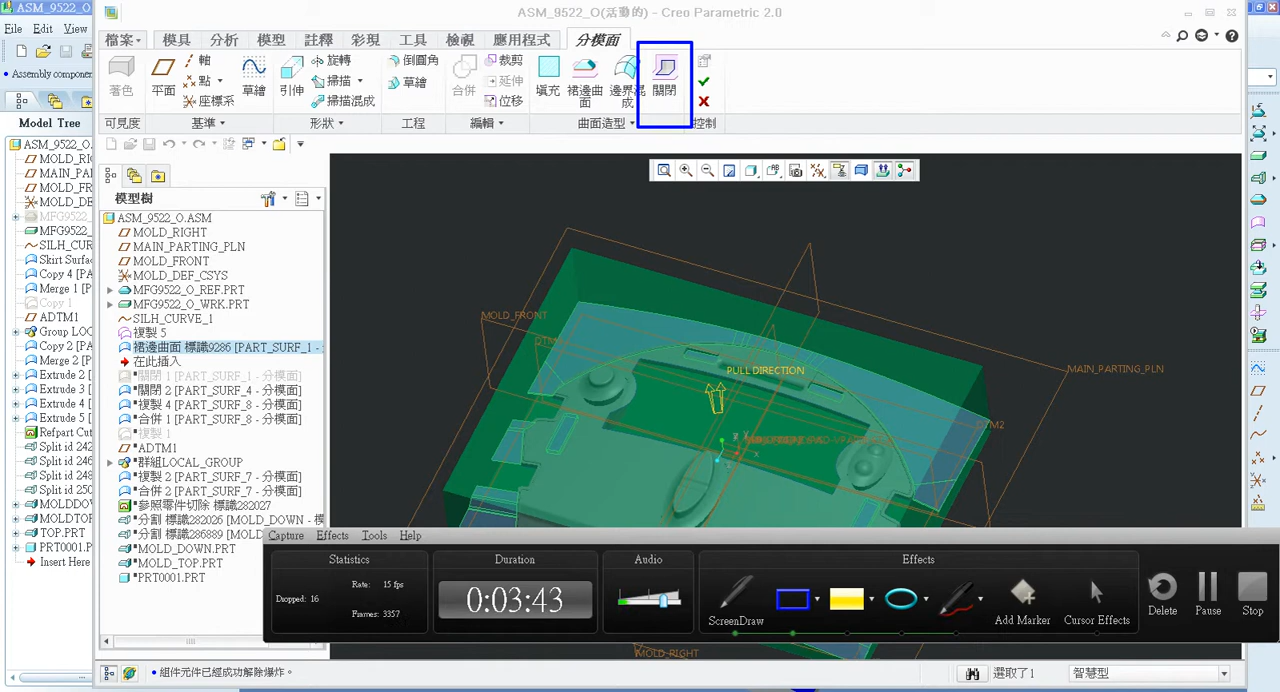 ASM_9522_O
ASM_9522_O(活動的) - Creo Parametric 2.0
File Edit View
檔案 模具 分析 模型 註釋 彩現 工具 檢視 應用程式 分模面
著色 平面 軸 點 座標系 草繪 引伸 旋轉 掃描 掃描混成 倒圓角 草繪 合併 裁剪 延伸 位移 填充 裙邊曲面 邊界混成 關閉
可見度 基準 形狀 工程 編輯 曲面造型 控制
Assembly component
Model Tree
ASM_9522_O.
MOLD_RI
MAIN_PA
MOLD_F
MOLD_DE
MFG9522_
MFG9522_
SILH_CUR
Skirt Surfac
Copy 4 [PA
Merge 1 [P
Copy 1
ADTM1
Group LOC
Copy 2 [PA
Merge 2 [P
Extrude 2 [
Extrude 3 [
Extrude 4 [
Extrude 5 [
Refpart Cut
Split id 242
Split id 246
Split id 248
Split id 250
MOLDDO
MOLDTO
TOP.PRT
PRT0001.P
Insert Here
模型樹
ASM_9522_O.ASM
MOLD_RIGHT
MAIN_PARTING_PLN
MOLD_FRONT
MOLD_DEF_CSYS
MFG9522_O_REF.PRT
MFG9522_O_WRK.PRT
SILH_CURVE_1
複製 5
裙邊曲面 標識9286 [PART_SURF_1 -
在此插入
關閉 1 [PART_SURF_1 - 分模面]
關閉 2 [PART_SURF_4 - 分模面]
複製 4 [PART_SURF_8 - 分模面]
合併 1 [PART_SURF_8 - 分模面]
複製 1
ADTM1
群組LOCAL_GROUP
複製 2 [PART_SURF_7 - 分模面]
合併 2 [PART_SURF_7 - 分模面]
參照零件切除 標識282027
分割 標識282026 [MOLD_DOWN - 模
分割 標識286889 [MOLD_TOP - 模
MOLD_DOWN.PRT
MOLD_TOP.PRT
PRT0001.PRT
MOLD_FRONT
MAIN_PARTING_PLN
PULL DIRECTION
DTM2
MOLD_RIGHT
Capture Effects Tools Help
Statistics Duration Audio Effects
Rate: 15 fps
Dropped: 16
Frames: 3357
0:03:43
ScreenDraw Add Marker Cursor Effects Delete Pause Stop
組件元件已經成功解除爆炸。
選取了1
智慧型